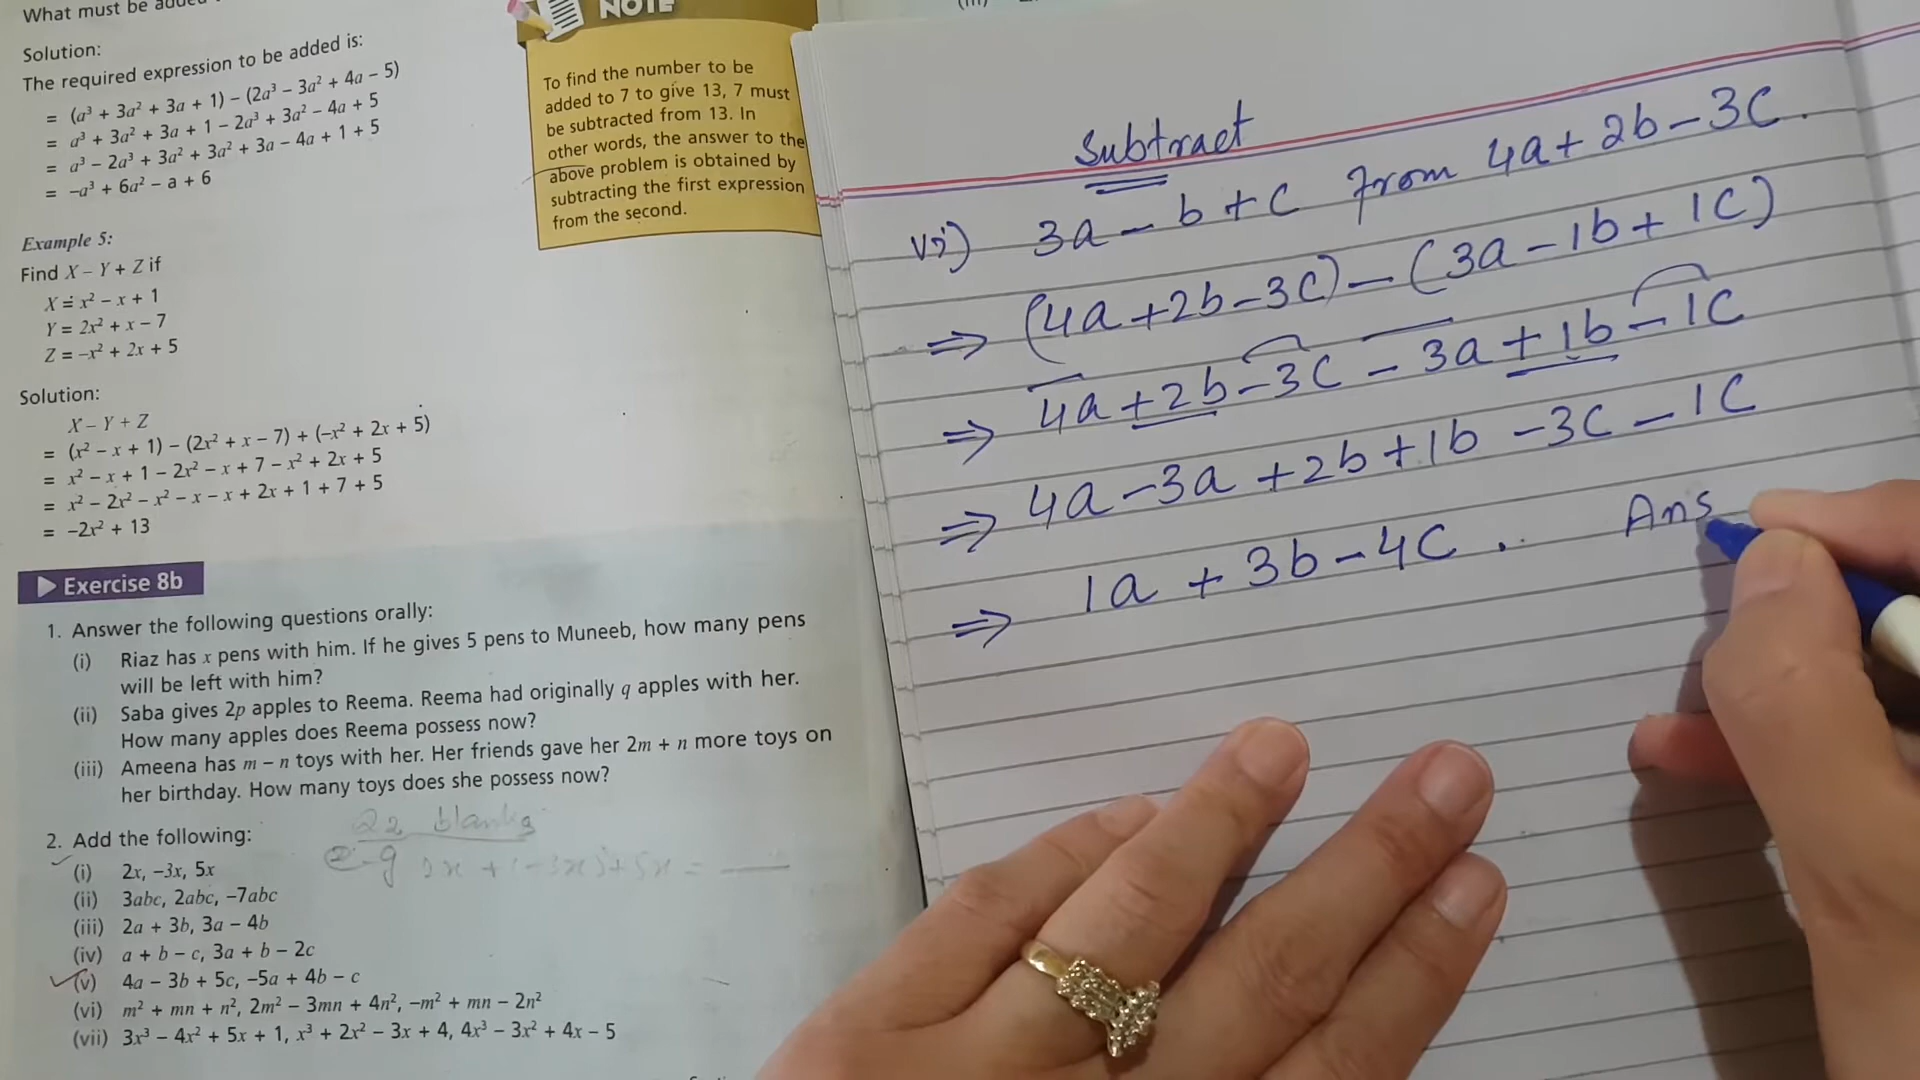 What must be added
Solution:
The required expression to be added is:
= (a³ + 3a² + 3a + 1) – (2a³ – 3a² + 4a – 5)
= a³ + 3a² + 3a + 1 – 2a³ + 3a² – 4a + 5
= a³ – 2a³ + 3a² + 3a² + 3a – 4a + 1 + 5
= –a³ + 6a² – a + 6
Example 5:
Find X – Y + Z if
X = x² – x + 1
Y = 2x² + x – 7
Z = –x² + 2x + 5
Solution:
X – Y + Z
= (x² – x + 1) – (2x² + x – 7) + (–x² + 2x + 5)
= x² – x + 1 – 2x² – x + 7 – x² + 2x + 5
= x² – 2x² – x² – x – x + 2x + 1 + 7 + 5
= –2x² + 13
NOTE
To find the number to be
added to 7 to give 13, 7 must
be subtracted from 13. In
other words, the answer to the
above problem is obtained by
subtracting the first expression
from the second.
Exercise 8b
1. Answer the following questions orally:
(i) Riaz has x pens with him. If he gives 5 pens to Muneeb, how many pens
will be left with him?
(ii) Saba gives 2p apples to Reema. Reema had originally q apples with her.
How many apples does Reema possess now?
(iii) Ameena has m – n toys with her. Her friends gave her 2m + n more toys on
her birthday. How many toys does she possess now?
2. Add the following:
(i) 2x, –3x, 5x
(ii) 3abc, 2abc, –7abc
(iii) 2a + 3b, 3a – 4b
(iv) a + b – c, 3a + b – 2c
(v) 4a – 3b + 5c, –5a + 4b – c
(vi) m² + mn + n², 2m² – 3mn + 4n², –m² + mn – 2n²
(vii) 3x³ – 4x² + 5x + 1, x³ + 2x² – 3x + 4, 4x³ – 3x² + 4x – 5
blanks
(iii)
Subtract
vi) 3a – b + c from 4a + 2b – 3c.
⇒ (4a + 2b – 3c) – (3a – 1b + 1c)
⇒ 4a + 2b – 3c – 3a + 1b – 1c
⇒ 4a – 3a + 2b + 1b – 3c – 1c
⇒ 1a + 3b – 4c . Ans